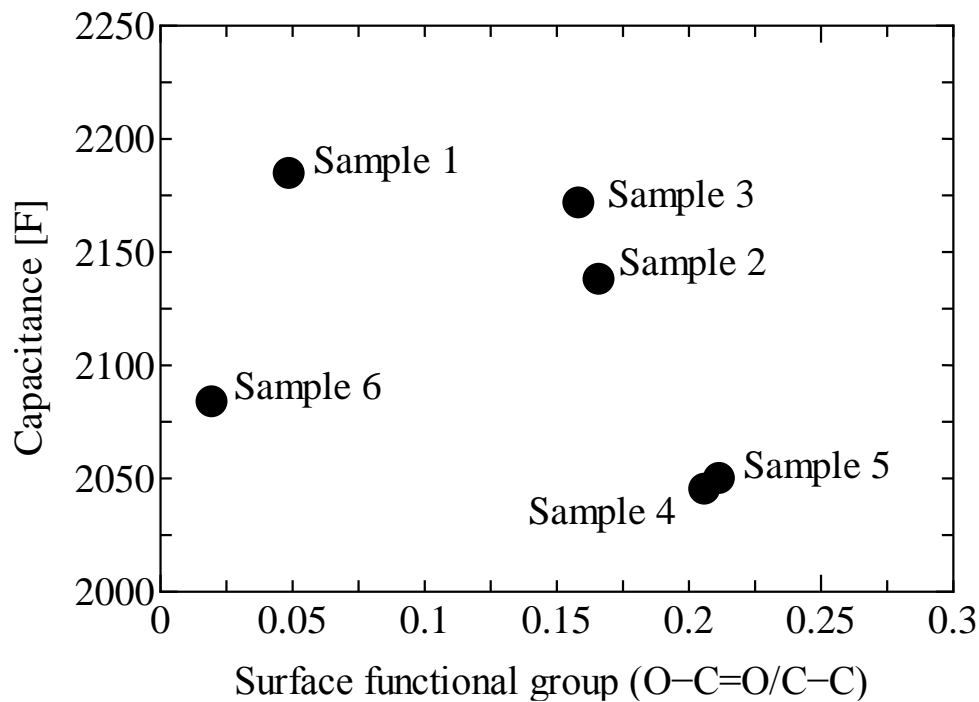 2250
2200
2150
2100
2050
2000
Capacitance [F]
Sample 1
Sample 3
Sample 2
Sample 6
Sample 5
Sample 4
0 0.05 0.1 0.15 0.2 0.25 0.3
Surface functional group (O−C=O/C−C)